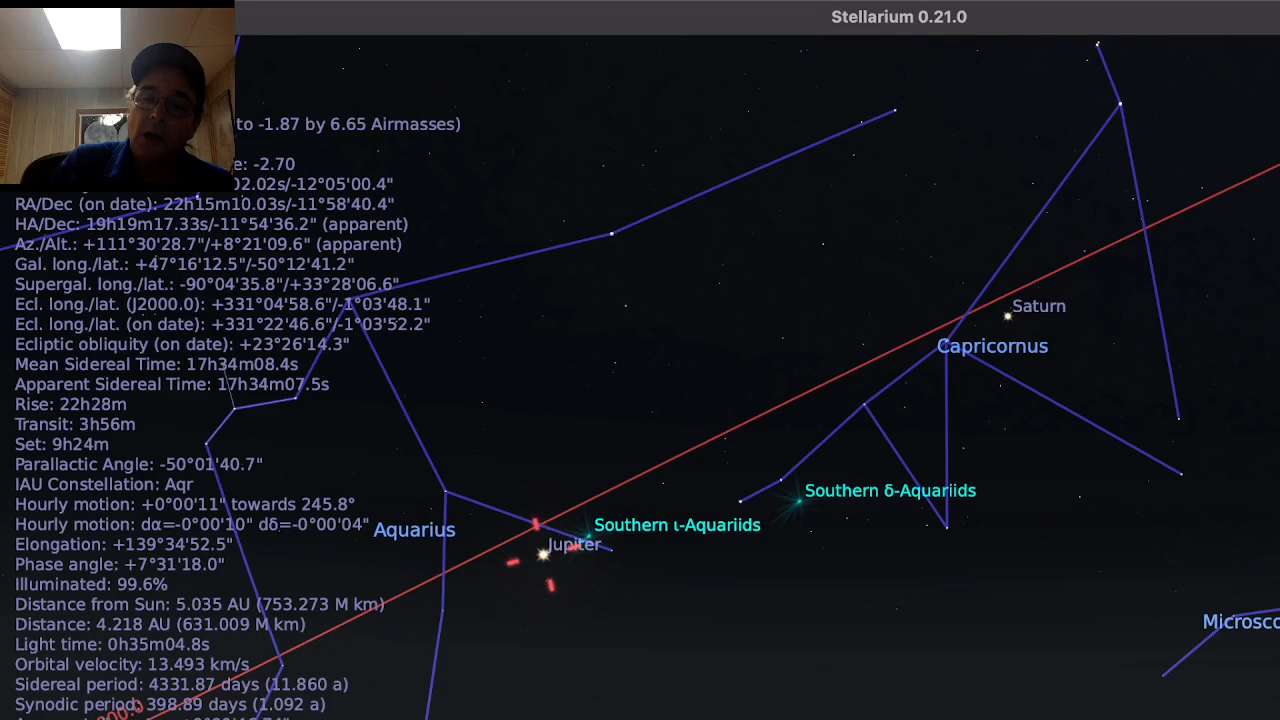 Stellarium 0.21.0
to -1.87 by 6.65 Airmasses)
e: -2.70
02.02s/-12°05'00.4"
RA/Dec (on date): 22h15m10.03s/-11°58'40.4"
HA/Dec: 19h19m17.33s/-11°54'36.2" (apparent)
Az./Alt.: +111°30'28.7"/+8°21'09.6" (apparent)
Gal. long./lat.: +47°16'12.5"/-50°12'41.2"
Supergal. long./lat.: -90°04'35.8"/+33°28'06.6"
Ecl. long./lat. (J2000.0): +331°04'58.6"/-1°03'48.1"
Ecl. long./lat. (on date): +331°22'46.6"/-1°03'52.2"
Ecliptic obliquity (on date): +23°26'14.3"
Mean Sidereal Time: 17h34m08.4s
Apparent Sidereal Time: 17h34m07.5s
Rise: 22h28m
Transit: 3h56m
Set: 9h24m
Parallactic Angle: -50°01'40.7"
IAU Constellation: Aqr
Hourly motion: +0°00'11" towards 245.8°
Hourly motion: dα=-0°00'10" dδ=-0°00'04"
Elongation: +139°34'52.5"
Phase angle: +7°31'18.0"
Illuminated: 99.6%
Distance from Sun: 5.035 AU (753.273 M km)
Distance: 4.218 AU (631.009 M km)
Light time: 0h35m04.8s
Orbital velocity: 13.493 km/s
Sidereal period: 4331.87 days (11.860 a)
Synodic period: 398.89 days (1.092 a)
Saturn
Capricornus
Southern δ-Aquariids
Southern ι-Aquariids
Aquarius
Jupiter
Microsco